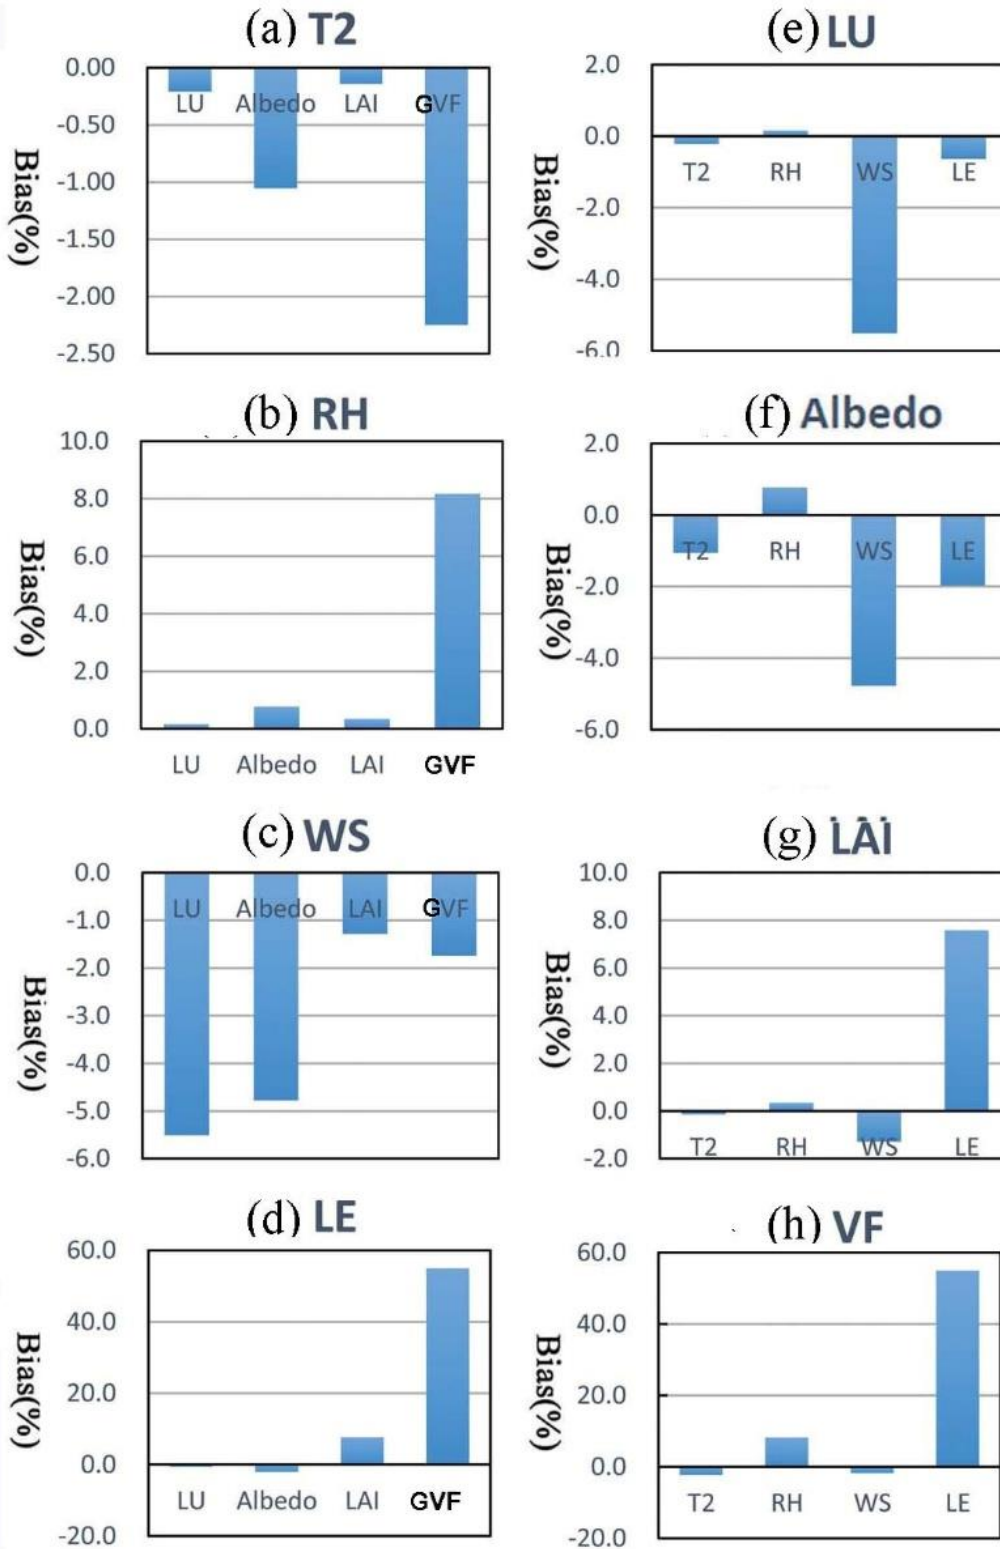 (a) T2
0.00
-0.50
-1.00
-1.50
-2.00
-2.50
Bias(%)
LU Albedo LAI GVF
(e) LU
2.0
0.0
-2.0
-4.0
-6.0
Bias(%)
T2 RH WS LE
(b) RH
10.0
8.0
6.0
4.0
2.0
0.0
Bias(%)
LU Albedo LAI GVF
(f) Albedo
2.0
0.0
-2.0
-4.0
-6.0
Bias(%)
T2 RH WS LE
(c) WS
0.0
-1.0
-2.0
-3.0
-4.0
-5.0
-6.0
Bias(%)
LU Albedo LAI GVF
(g) LAI
10.0
8.0
6.0
4.0
2.0
0.0
-2.0
Bias(%)
T2 RH WS LE
(d) LE
60.0
40.0
20.0
0.0
-20.0
Bias(%)
LU Albedo LAI GVF
(h) VF
60.0
40.0
20.0
0.0
-20.0
Bias(%)
T2 RH WS LE